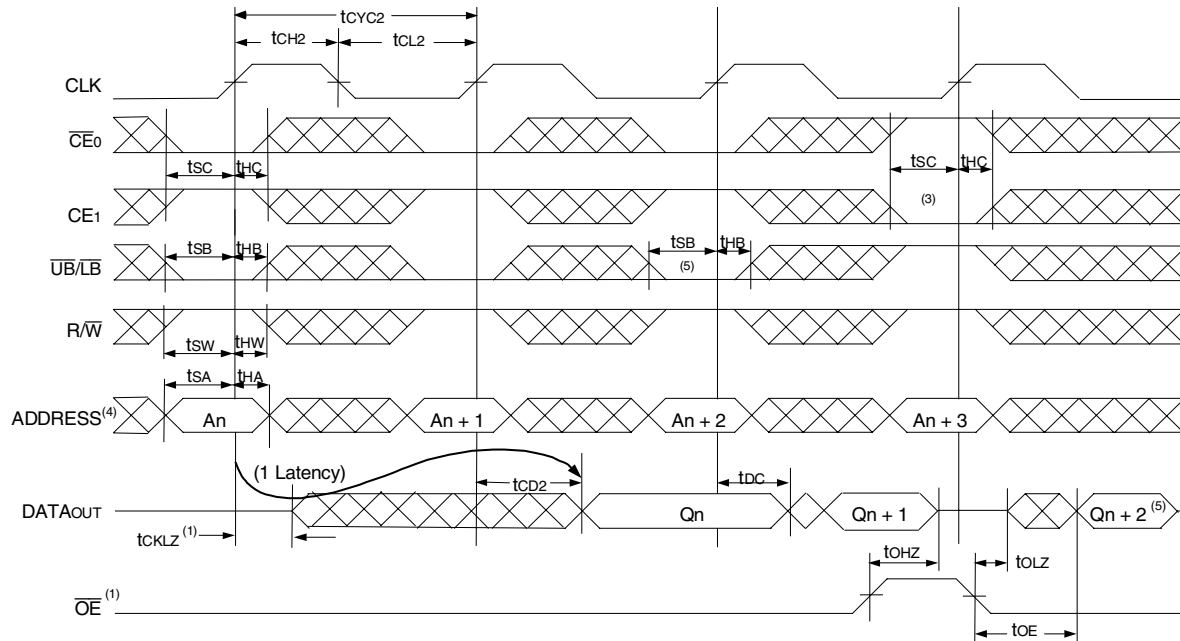 tCYC2
tCH2 tCL2
CLK
CE0
tSC tHC tSC tHC
(3)
CE1
tSB tHB tSB tHB
UB/LB (5)
R/W
tSW tHW
tSA tHA
ADDRESS(4) An An + 1 An + 2 An + 3
(1 Latency) tCD2 tDC
DATAOUT Qn Qn + 1 Qn + 2 (5)
tCKLZ (1)
tOHZ tOLZ
OE (1)
tOE